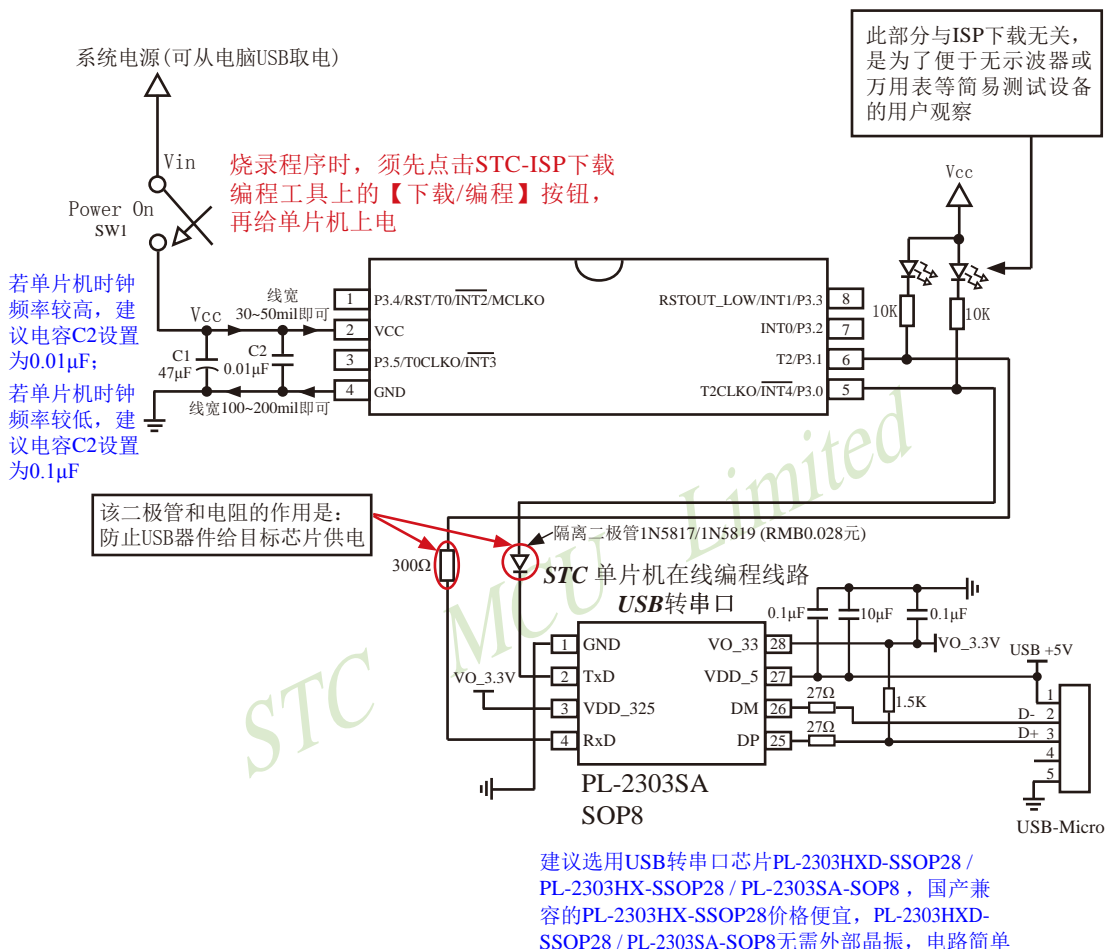 系统电源(可从电脑USB取电)
此部分与ISP下载无关，
是为了便于无示波器或
万用表等简易测试设备
的用户观察
Vin
Power On
SW1
烧录程序时，须先点击STC-ISP下载
编程工具上的【下载/编程】按钮，
再给单片机上电
Vcc
10K
10K
若单片机时钟
频率较高，建
议电容C2设置
为0.01μF；
若单片机时钟
频率较低，建
议电容C2设置
为0.1μF
Vcc
线宽
30~50mil即可
C1
47μF
C2
0.01μF
线宽100~200mil即可
1 P3.4/RST/T0/INT2/MCLKO
2 VCC
3 P3.5/T0CLKO/INT3
4 GND
RSTOUT_LOW/INT1/P3.3 8
INT0/P3.2 7
T2/P3.1 6
T2CLKO/INT4/P3.0 5
该二极管和电阻的作用是：
防止USB器件给目标芯片供电
300Ω
隔离二极管1N5817/1N5819 (RMB0.028元)
STC 单片机在线编程线路
USB转串口
0.1μF
10μF
0.1μF
1 GND
2 TxD
3 VDD_325
4 RxD
VO_33 28
VDD_5 27
DM 26
DP 25
VO_3.3V
VO_3.3V
USB +5V
27Ω
27Ω
1.5K
1
D- 2
D+ 3
4
5
USB-Micro
PL-2303SA
SOP8
STC MCU Limited
建议选用USB转串口芯片PL-2303HXD-SSOP28 /
PL-2303HX-SSOP28 / PL-2303SA-SOP8 ，国产兼
容的PL-2303HX-SSOP28价格便宜，PL-2303HXD-
SSOP28 / PL-2303SA-SOP8无需外部晶振，电路简单